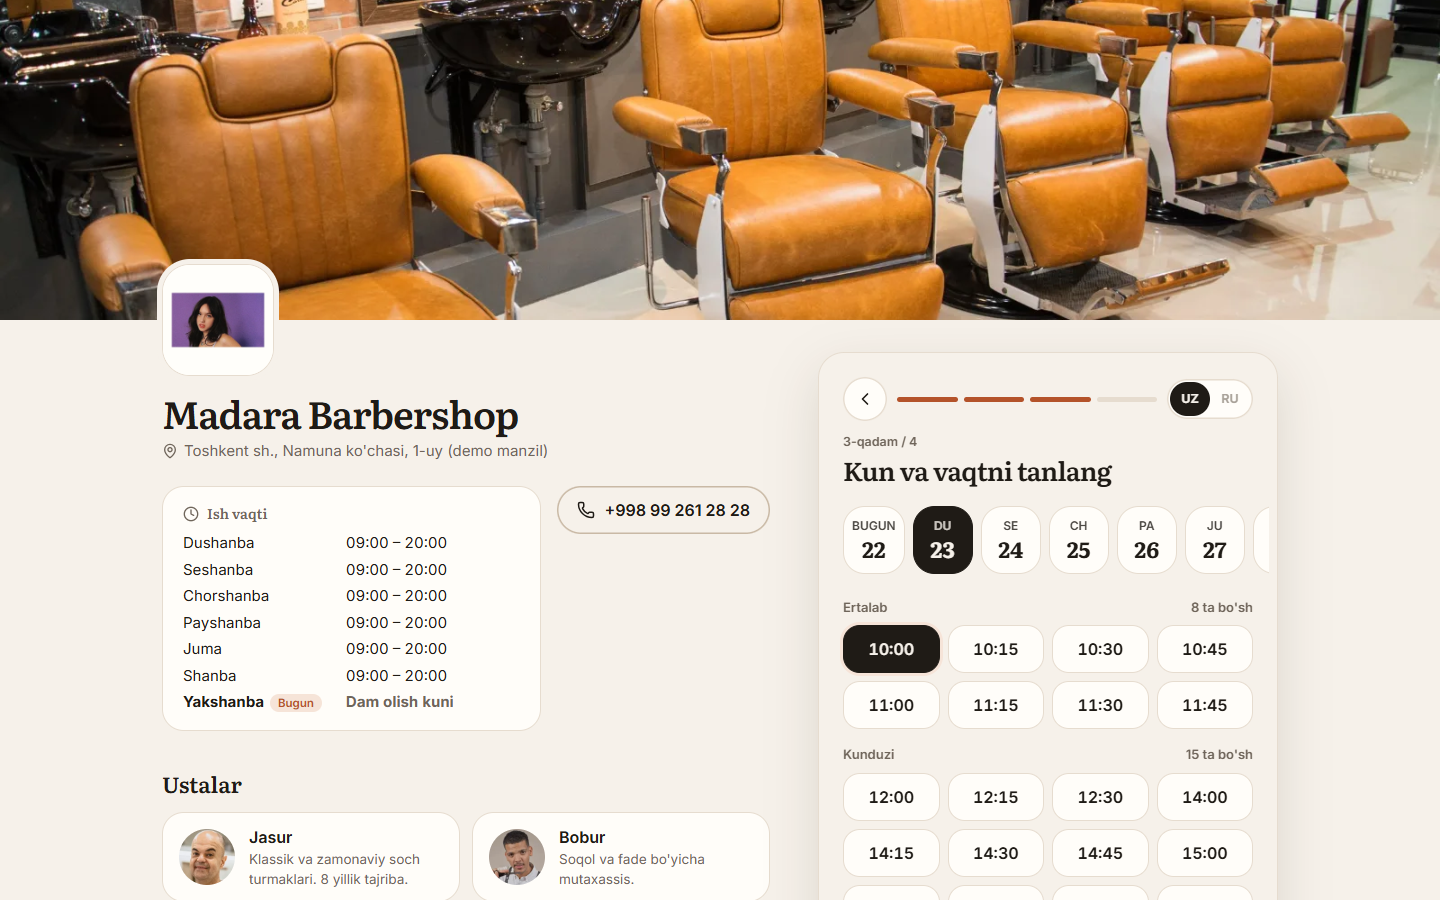 Madara Barbershop
Toshkent sh., Namuna ko'chasi, 1-uy (demo manzil)
Ish vaqti
Dushanba 09:00 – 20:00
Seshanba 09:00 – 20:00
Chorshanba 09:00 – 20:00
Payshanba 09:00 – 20:00
Juma 09:00 – 20:00
Shanba 09:00 – 20:00
Yakshanba Bugun Dam olish kuni
+998 99 261 28 28
Ustalar
Jasur
Klassik va zamonaviy soch
turmaklari. 8 yillik tajriba.
Bobur
Soqol va fade bo'yicha
mutaxassis.
UZ RU
3-qadam / 4
Kun va vaqtni tanlang
BUGUN DU SE CH PA JU
22 23 24 25 26 27
Ertalab 8 ta bo'sh
10:00 10:15 10:30 10:45
11:00 11:15 11:30 11:45
Kunduzi 15 ta bo'sh
12:00 12:15 12:30 14:00
14:15 14:30 14:45 15:00